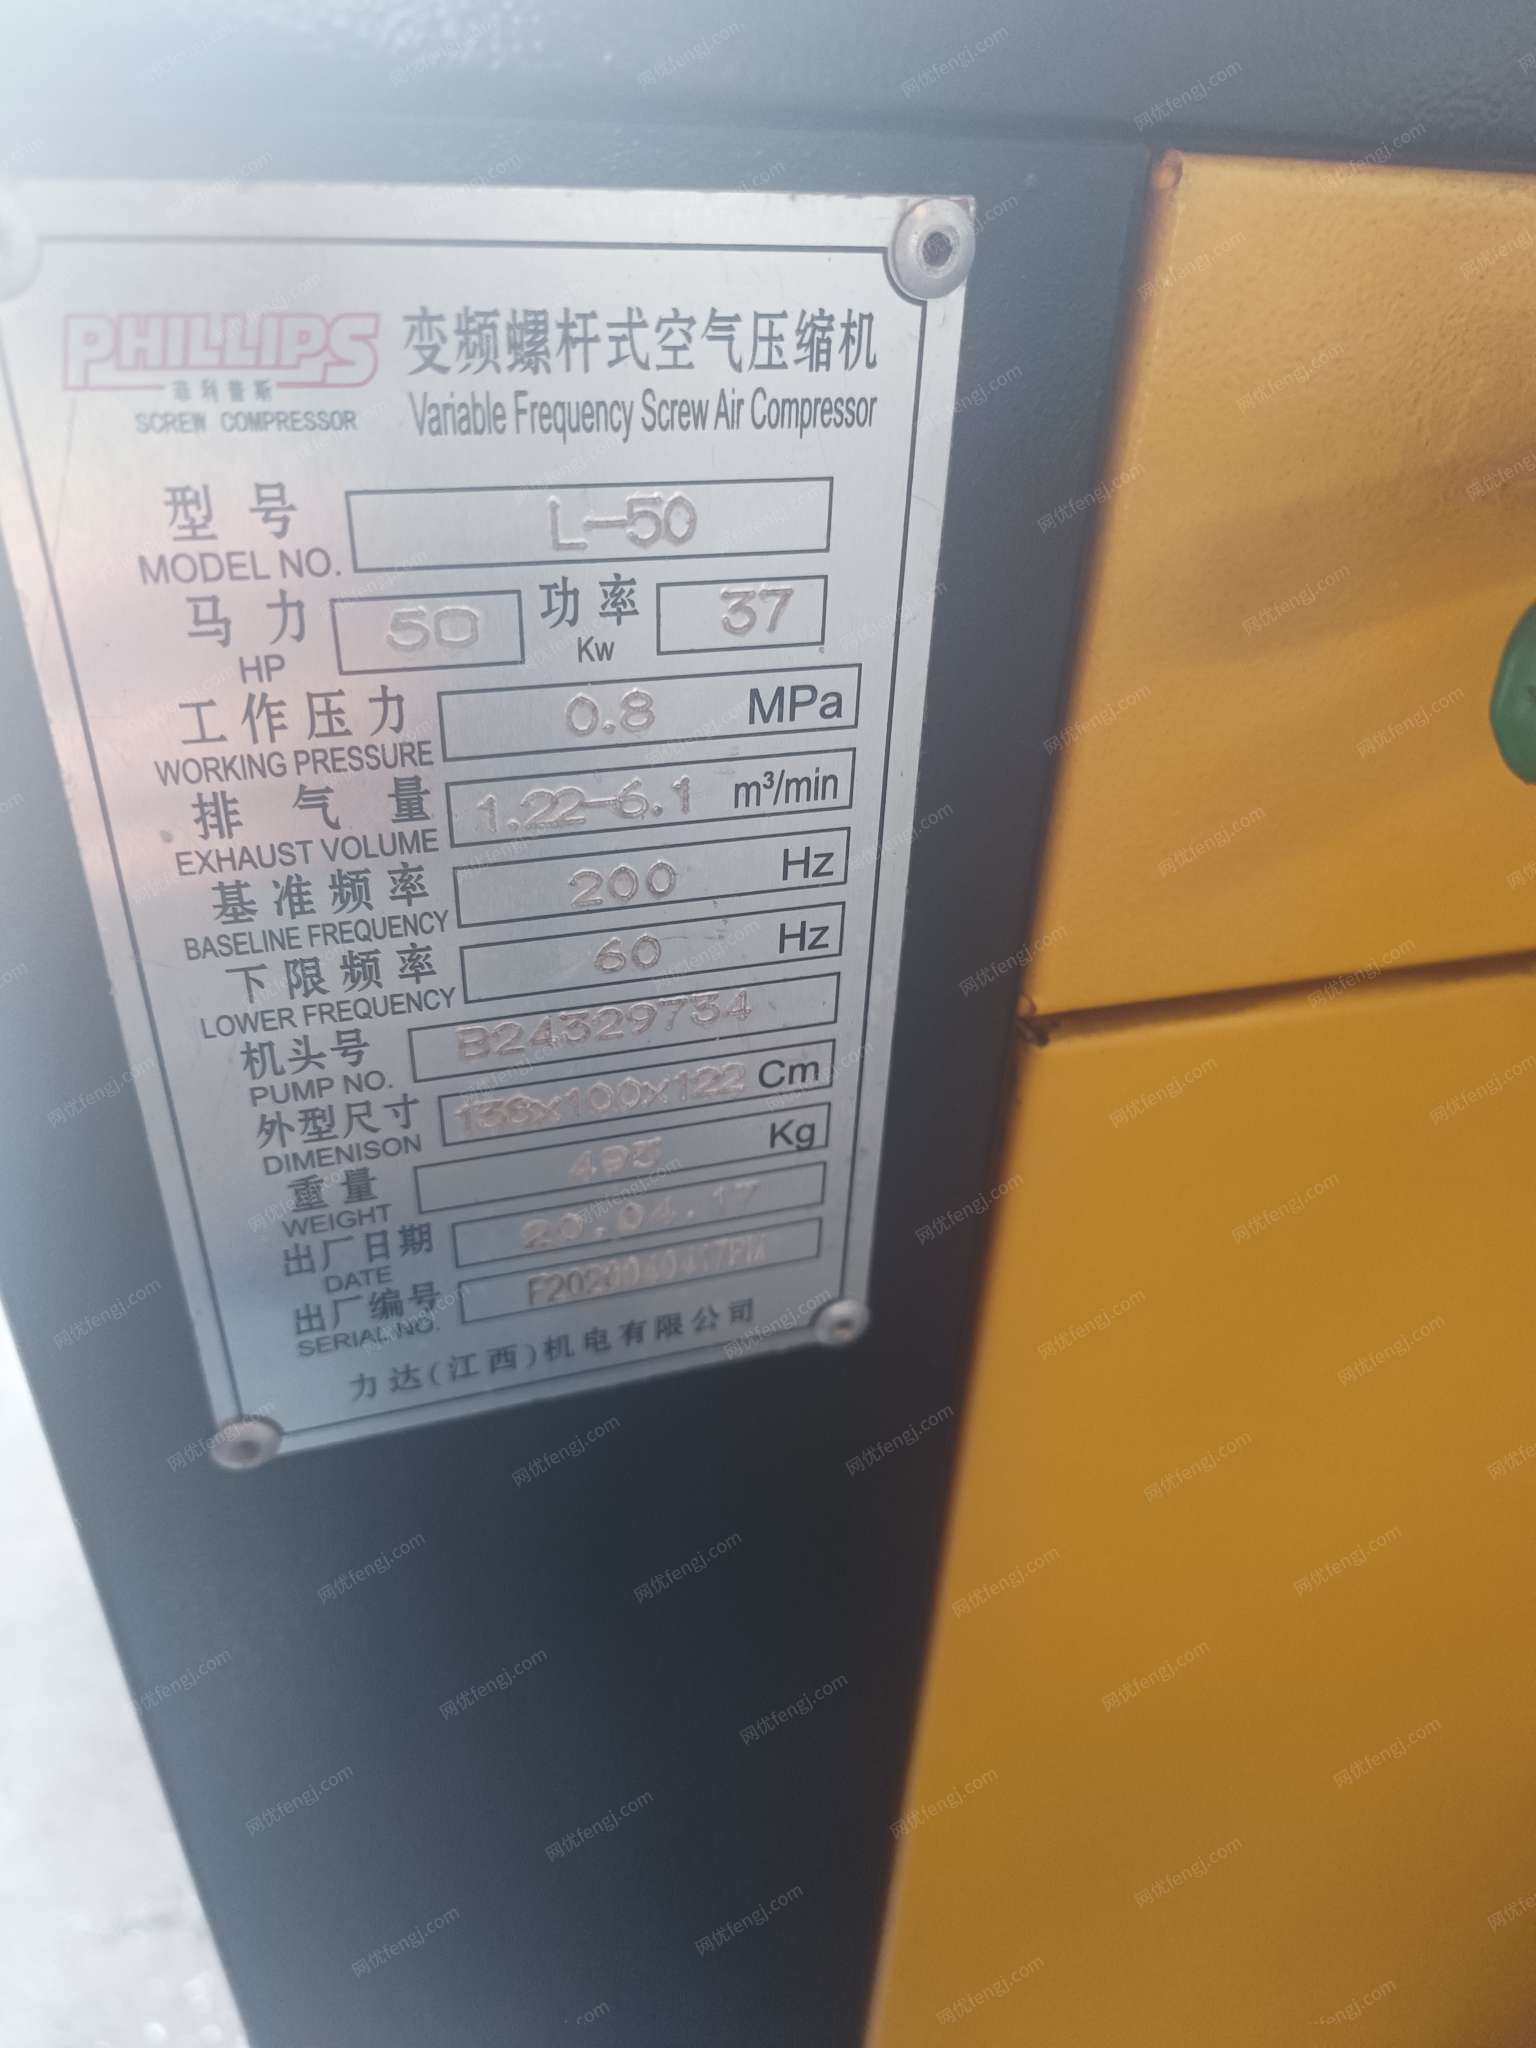 PHILLIPS
菲利普斯
SCREW COMPRESSOR
变频螺杆式空气压缩机
Variable Frequency Screw Air Compressor
型号 L-50
MODEL NO.
马力 50 功率 37
HP Kw
工作压力 0.8 MPa
WORKING PRESSURE
排气量 1.22-6.1 m³/min
EXHAUST VOLUME
基准频率 200 Hz
BASELINE FREQUENCY
下限频率 60 Hz
LOWER FREQUENCY
机头号 B24329734
PUMP NO.
外型尺寸 138x100x122 Cm
DIMENISON
重量 495 Kg
WEIGHT
出厂日期 20.04.17
DATE
出厂编号
SERIAL NO.
力达(江西)机电有限公司
网优fengj.com